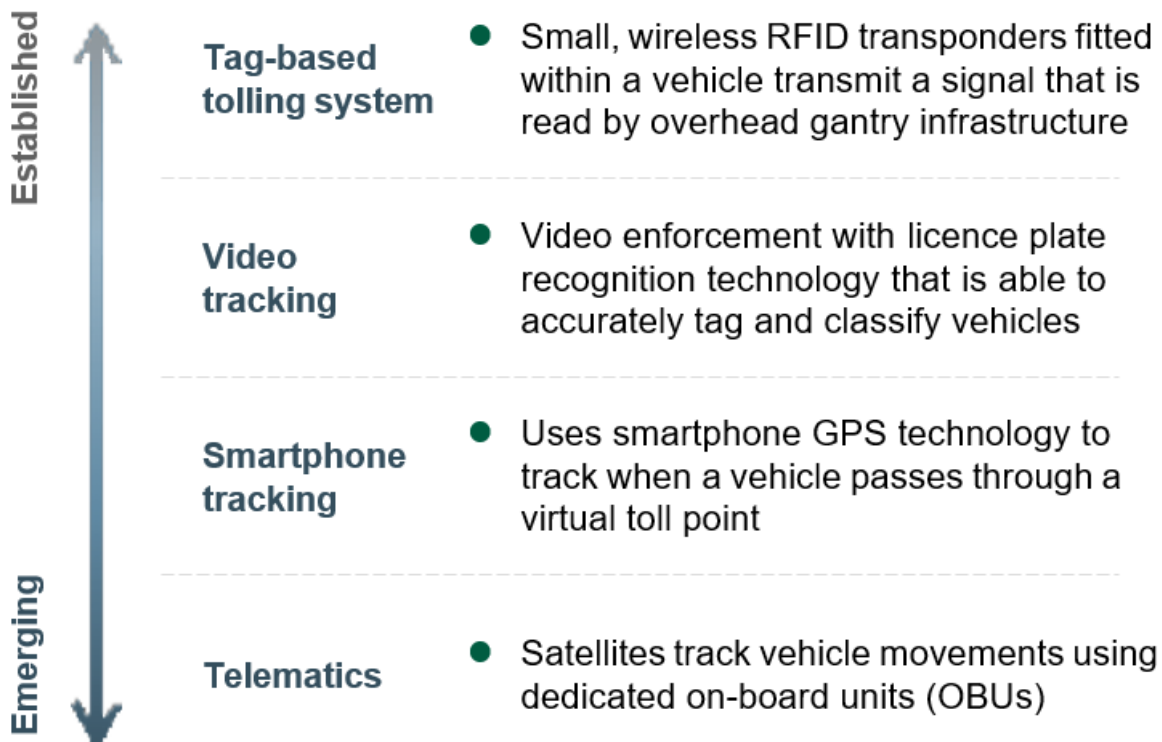 Established
Tag-based
tolling system
● Small, wireless RFID transponders fitted
within a vehicle transmit a signal that is
read by overhead gantry infrastructure
Video
tracking
● Video enforcement with licence plate
recognition technology that is able to
accurately tag and classify vehicles
Smartphone
tracking
● Uses smartphone GPS technology to
track when a vehicle passes through a
virtual toll point
Emerging
Telematics
● Satellites track vehicle movements using
dedicated on-board units (OBUs)